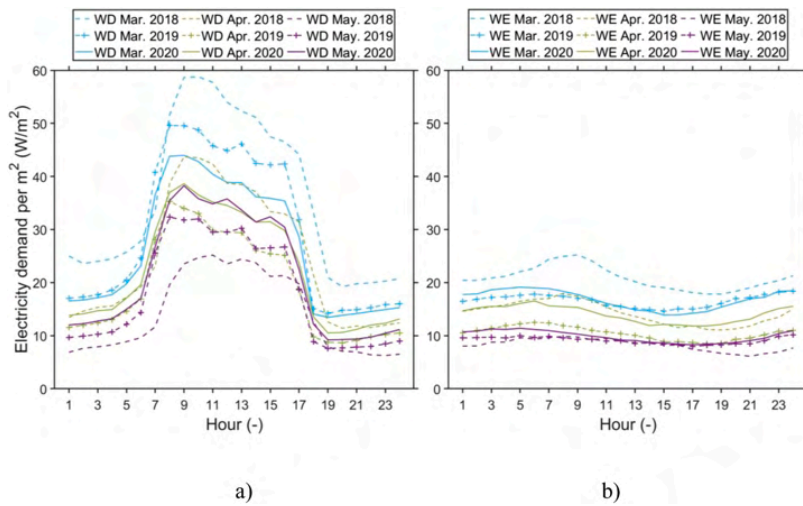 WD Mar. 2018 WD Apr. 2018 WD May. 2018
WD Mar. 2019 WD Apr. 2019 WD May. 2019
WD Mar. 2020 WD Apr. 2020 WD May. 2020
WE Mar. 2018 WE Apr. 2018 WE May. 2018
WE Mar. 2019 WE Apr. 2019 WE May. 2019
WE Mar. 2020 WE Apr. 2020 WE May. 2020
Electricity demand per m² (W/m²)
60
50
40
30
20
10
0
1 3 5 7 9 11 13 15 17 19 21 23
Hour (-)
a)
60
50
40
30
20
10
0
1 3 5 7 9 11 13 15 17 19 21 23
Hour (-)
b)